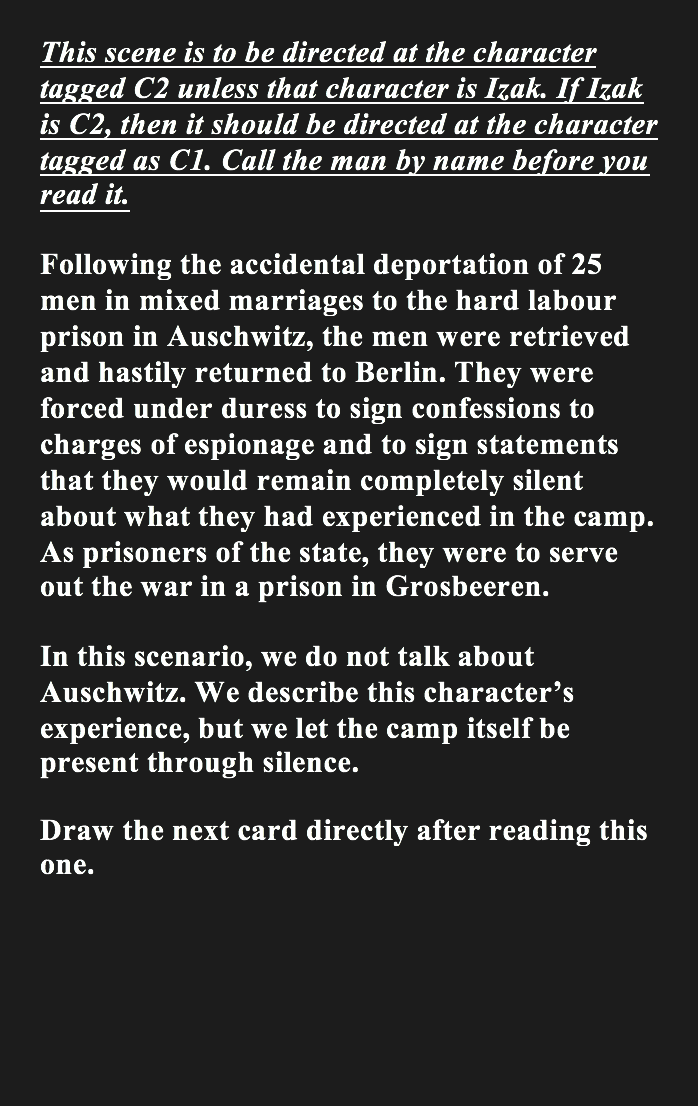 This scene is to be directed at the character
tagged C2 unless that character is Izak. If Izak
is C2, then it should be directed at the character
tagged as C1. Call the man by name before you
read it.
Following the accidental deportation of 25
men in mixed marriages to the hard labour
prison in Auschwitz, the men were retrieved
and hastily returned to Berlin. They were
forced under duress to sign confessions to
charges of espionage and to sign statements
that they would remain completely silent
about what they had experienced in the camp.
As prisoners of the state, they were to serve
out the war in a prison in Grosbeeren.
In this scenario, we do not talk about
Auschwitz. We describe this character’s
experience, but we let the camp itself be
present through silence.
Draw the next card directly after reading this
one.